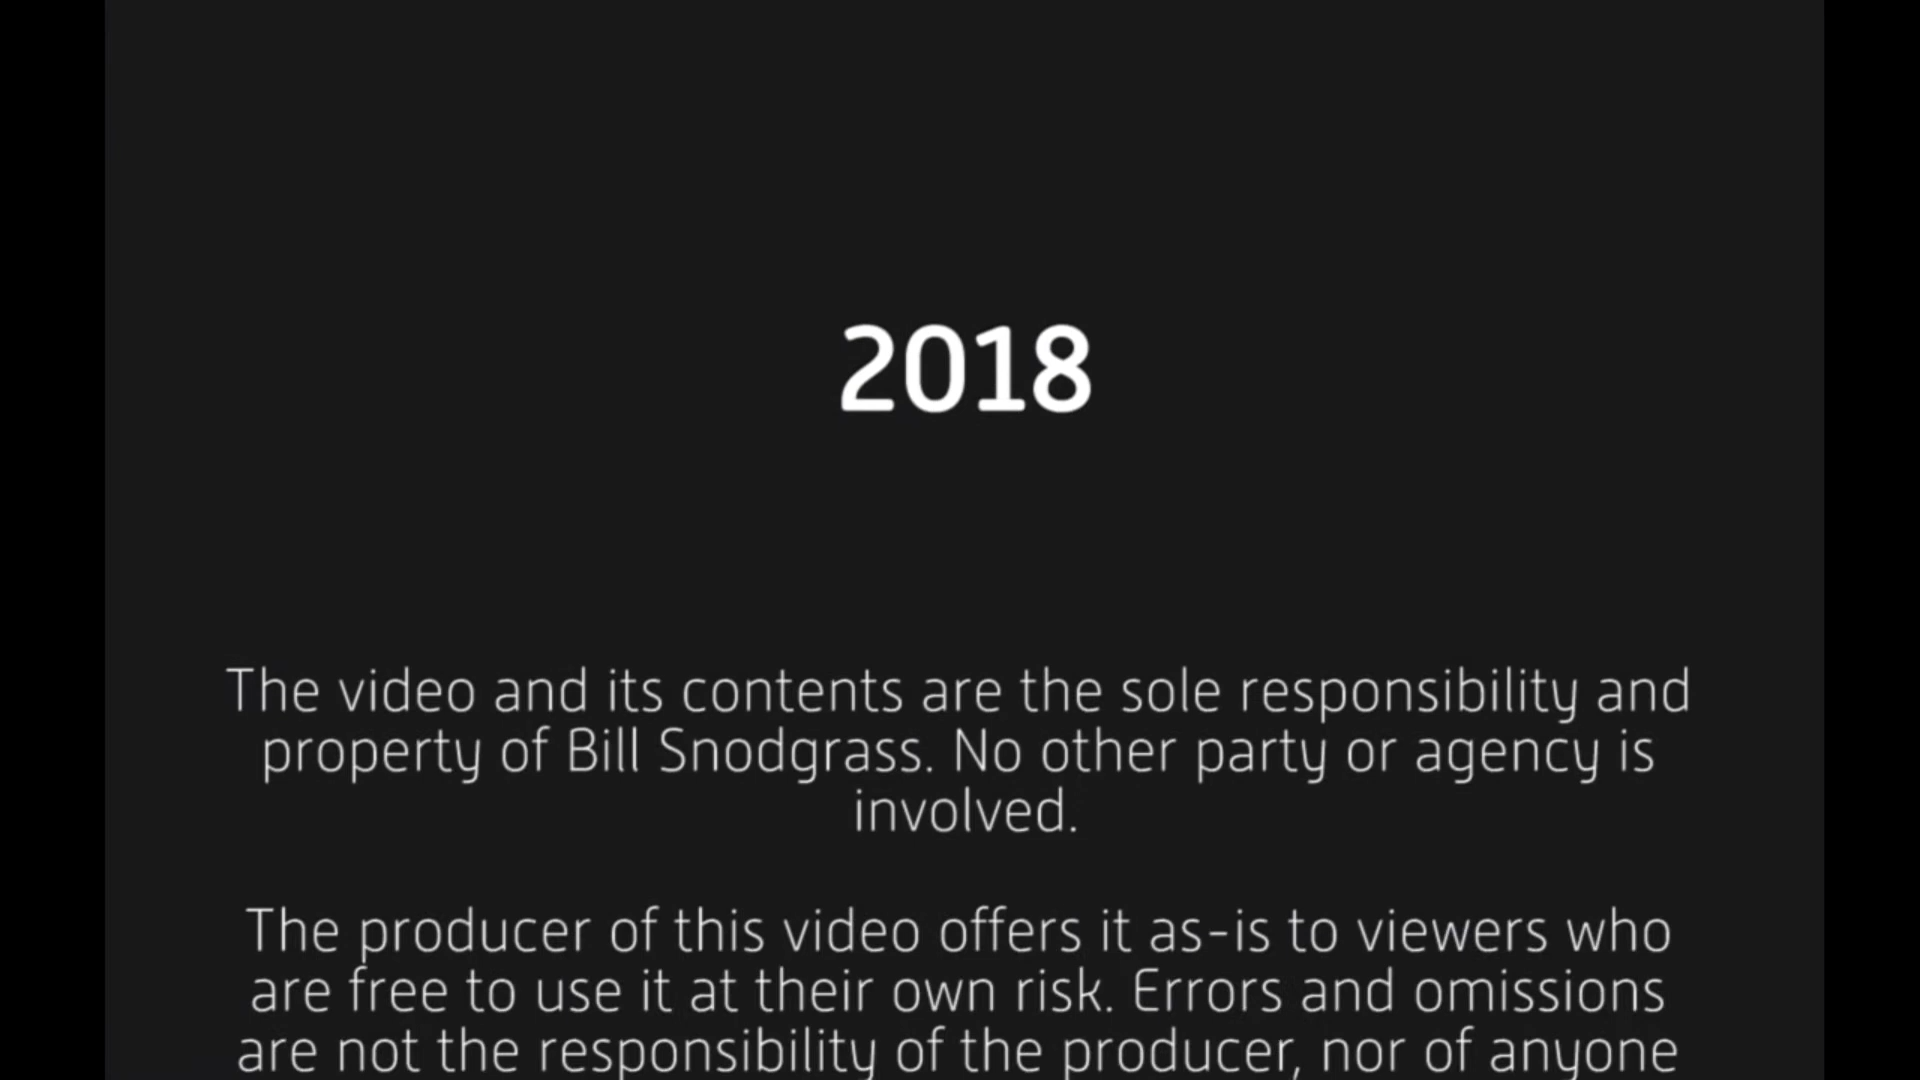 2018
The video and its contents are the sole responsibility and
property of Bill Snodgrass. No other party or agency is
involved.
The producer of this video offers it as-is to viewers who
are free to use it at their own risk. Errors and omissions
are not the responsibility of the producer, nor of anyone